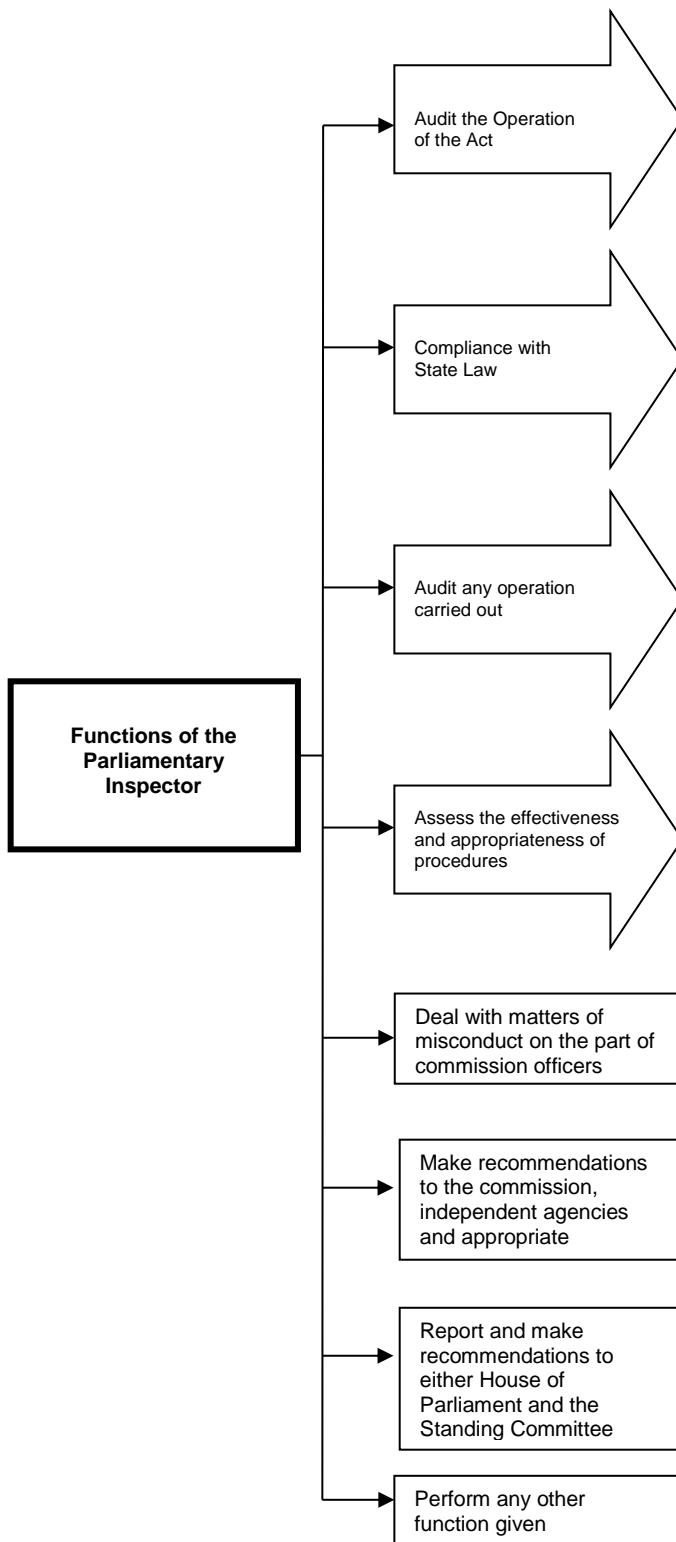 Audit the Operation
of the Act
Compliance with
State Law
Audit any operation
carried out
Functions of the
Parliamentary
Inspector
Assess the effectiveness
and appropriateness of
procedures
Deal with matters of
misconduct on the part of
commission officers
Make recommendations
to the commission,
independent agencies
and appropriate
Report and make
recommendations to
either House of
Parliament and the
Standing Committee
Perform any other
function given